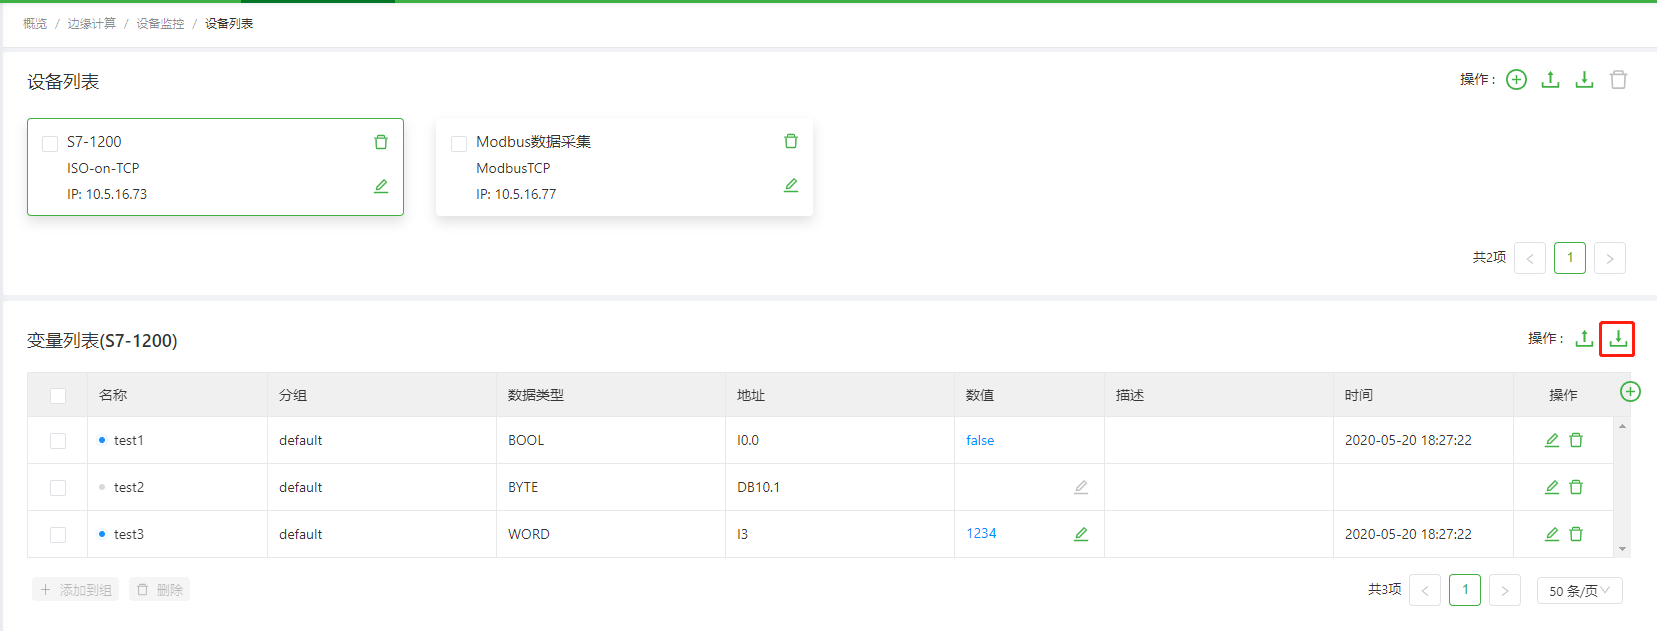 概览 / 边缘计算 / 设备监控 / 设备列表
设备列表
操作 :
S7-1200
ISO-on-TCP
IP: 10.5.16.73
Modbus数据采集
ModbusTCP
IP: 10.5.16.77
共2项 < 1 >
变量列表(S7-1200)
操作 :
名称 分组 数据类型 地址 数值 描述 时间 操作
test1 default BOOL I0.0 false 2020-05-20 18:27:22
test2 default BYTE DB10.1
test3 default WORD I3 1234 2020-05-20 18:27:22
+ 添加到组 删除
共3项 < 1 > 50 条/页